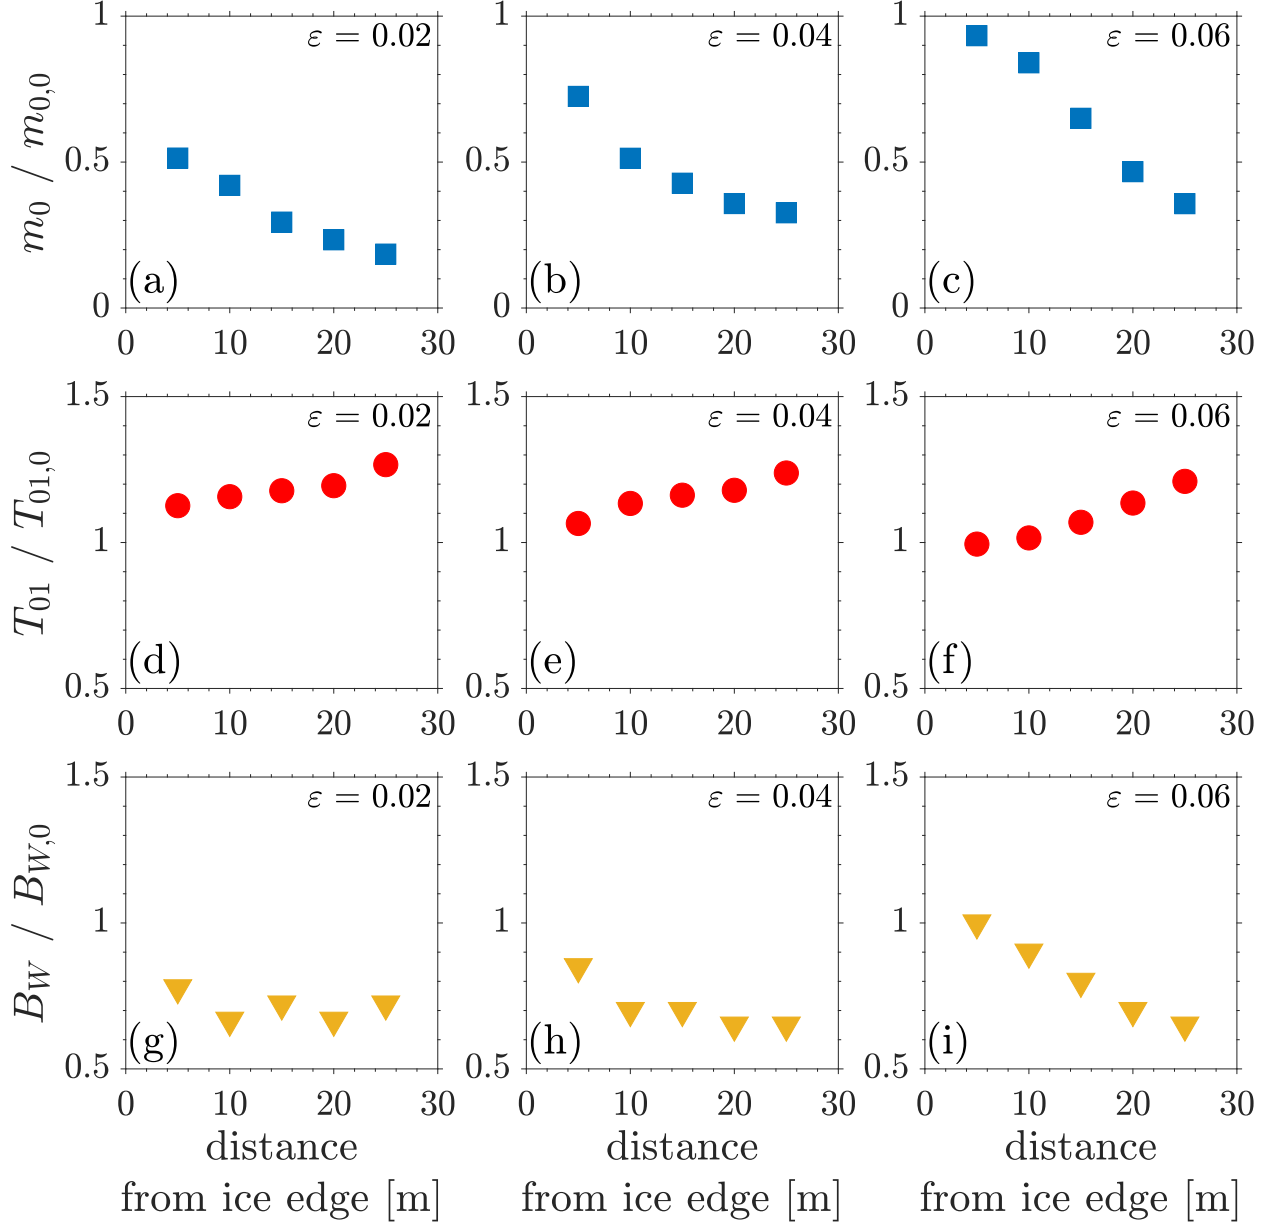 m₀ / m₀,₀
1
0.5
0
ε = 0.02
(a)
0 10 20 30
1
0.5
0
ε = 0.04
(b)
0 10 20 30
1
0.5
0
ε = 0.06
(c)
0 10 20 30
T₀₁ / T₀₁,₀
1.5
1
0.5
ε = 0.02
(d)
0 10 20 30
1.5
1
0.5
ε = 0.04
(e)
0 10 20 30
1.5
1
0.5
ε = 0.06
(f)
0 10 20 30
B_W / B_W,0
1.5
1
0.5
ε = 0.02
(g)
0 10 20 30
distance
from ice edge [m]
1.5
1
0.5
ε = 0.04
(h)
0 10 20 30
distance
from ice edge [m]
1.5
1
0.5
ε = 0.06
(i)
0 10 20 30
distance
from ice edge [m]